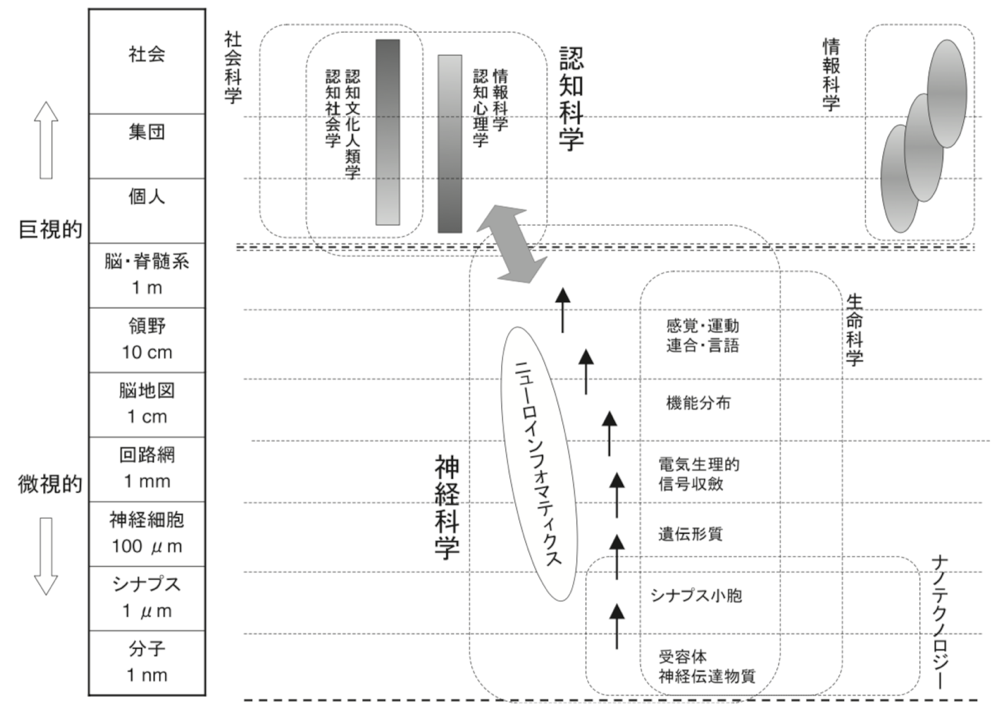 社会
集団
個人
脳・脊髄系
1 m
領野
10 cm
脳地図
1 cm
回路網
1 mm
神経細胞
100 μm
シナプス
1 μm
分子
1 nm
巨視的
微視的
社会科学
認知文化人類学
認知社会学
情報科学
認知心理学
認知科学
情報科学
生命科学
感覚・運動
連合・言語
機能分布
電気生理的
信号収斂
遺伝形質
シナプス小胞
受容体
神経伝達物質
神経科学
ニューロインフォマティクス
ナノテクノロジー